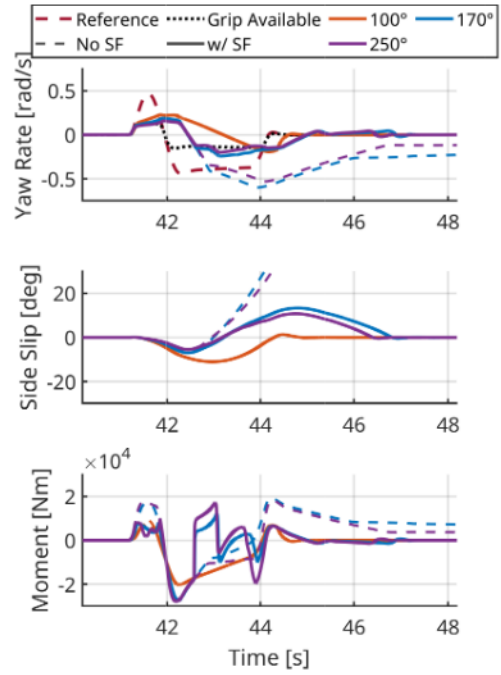 Reference Grip Available 100° 170°
No SF w/ SF 250°
Yaw Rate [rad/s]
0.5
0
-0.5
42 44 46 48
Side Slip [deg]
20
0
-20
42 44 46 48
×10⁴
Moment [Nm]
2
0
-2
42 44 46 48
Time [s]